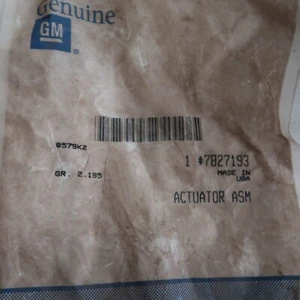 Genuine
GM
®
0579K2
1 #7827193
GR. 2.195
MADE IN
USA
ACTUATOR ASM